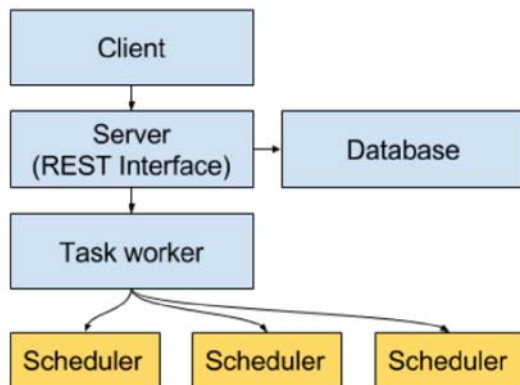 Client
Server
(REST Interface)
Database
Task worker
Scheduler
Scheduler
Scheduler